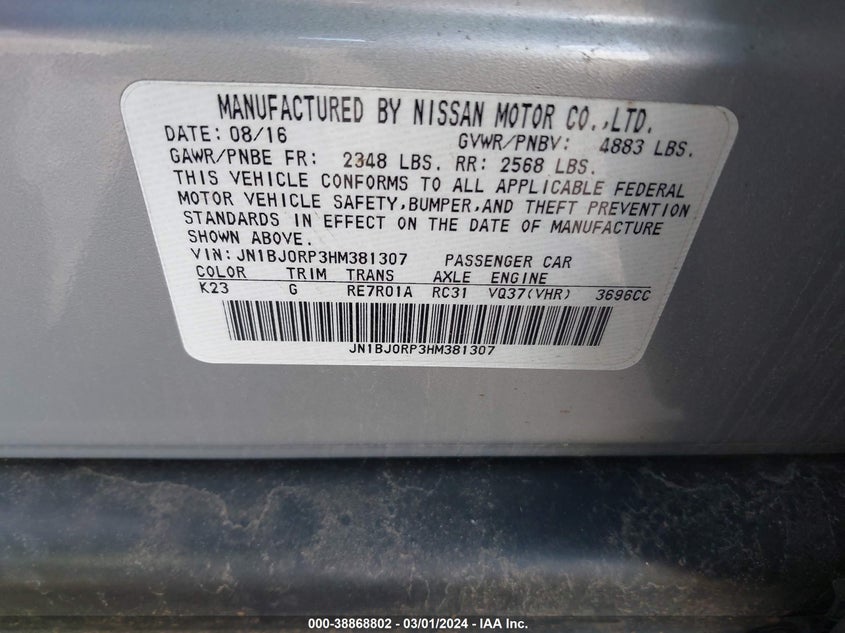 MANUFACTURED BY NISSAN MOTOR CO.,LTD.
DATE: 08/16 GVWR/PNBV: 4883 LBS.
GAWR/PNBE FR: 2348 LBS. RR: 2568 LBS.
THIS VEHICLE CONFORMS TO ALL APPLICABLE FEDERAL
MOTOR VEHICLE SAFETY,BUMPER,AND THEFT PREVENTION
STANDARDS IN EFFECT ON THE DATE OF MANUFACTURE
SHOWN ABOVE.
VIN:JN1BJ0RP3HM381307 PASSENGER CAR
COLOR TRIM TRANS AXLE ENGINE
K23 G RE7R01A RC31 VQ37(VHR) 3696CC
JN1BJ0RP3HM381307
000-38868802 - 03/01/2024 - IAA Inc.